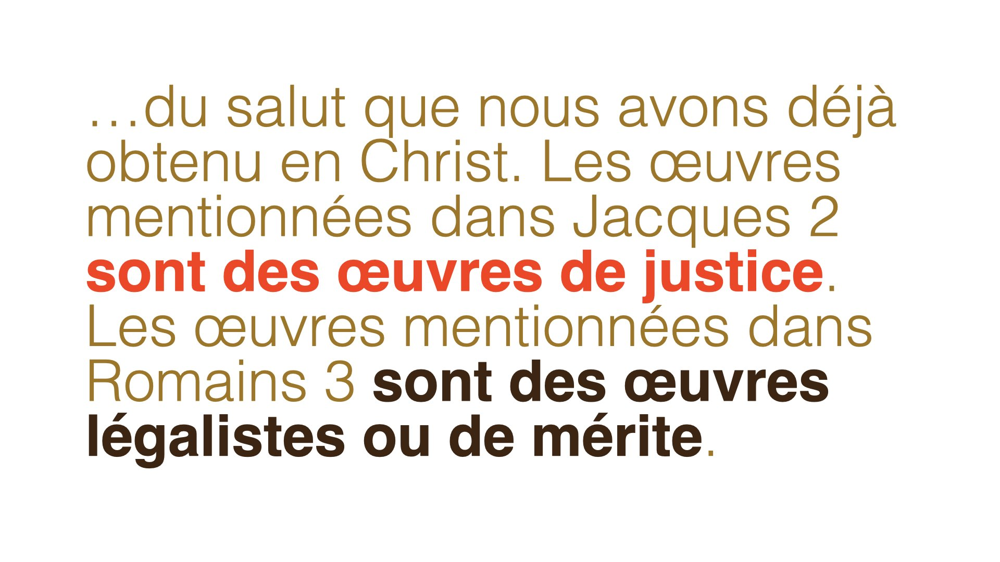 …du salut que nous avons déjà
obtenu en Christ. Les œuvres
mentionnées dans Jacques 2
sont des œuvres de justice.
Les œuvres mentionnées dans
Romains 3 sont des œuvres
légalistes ou de mérite.